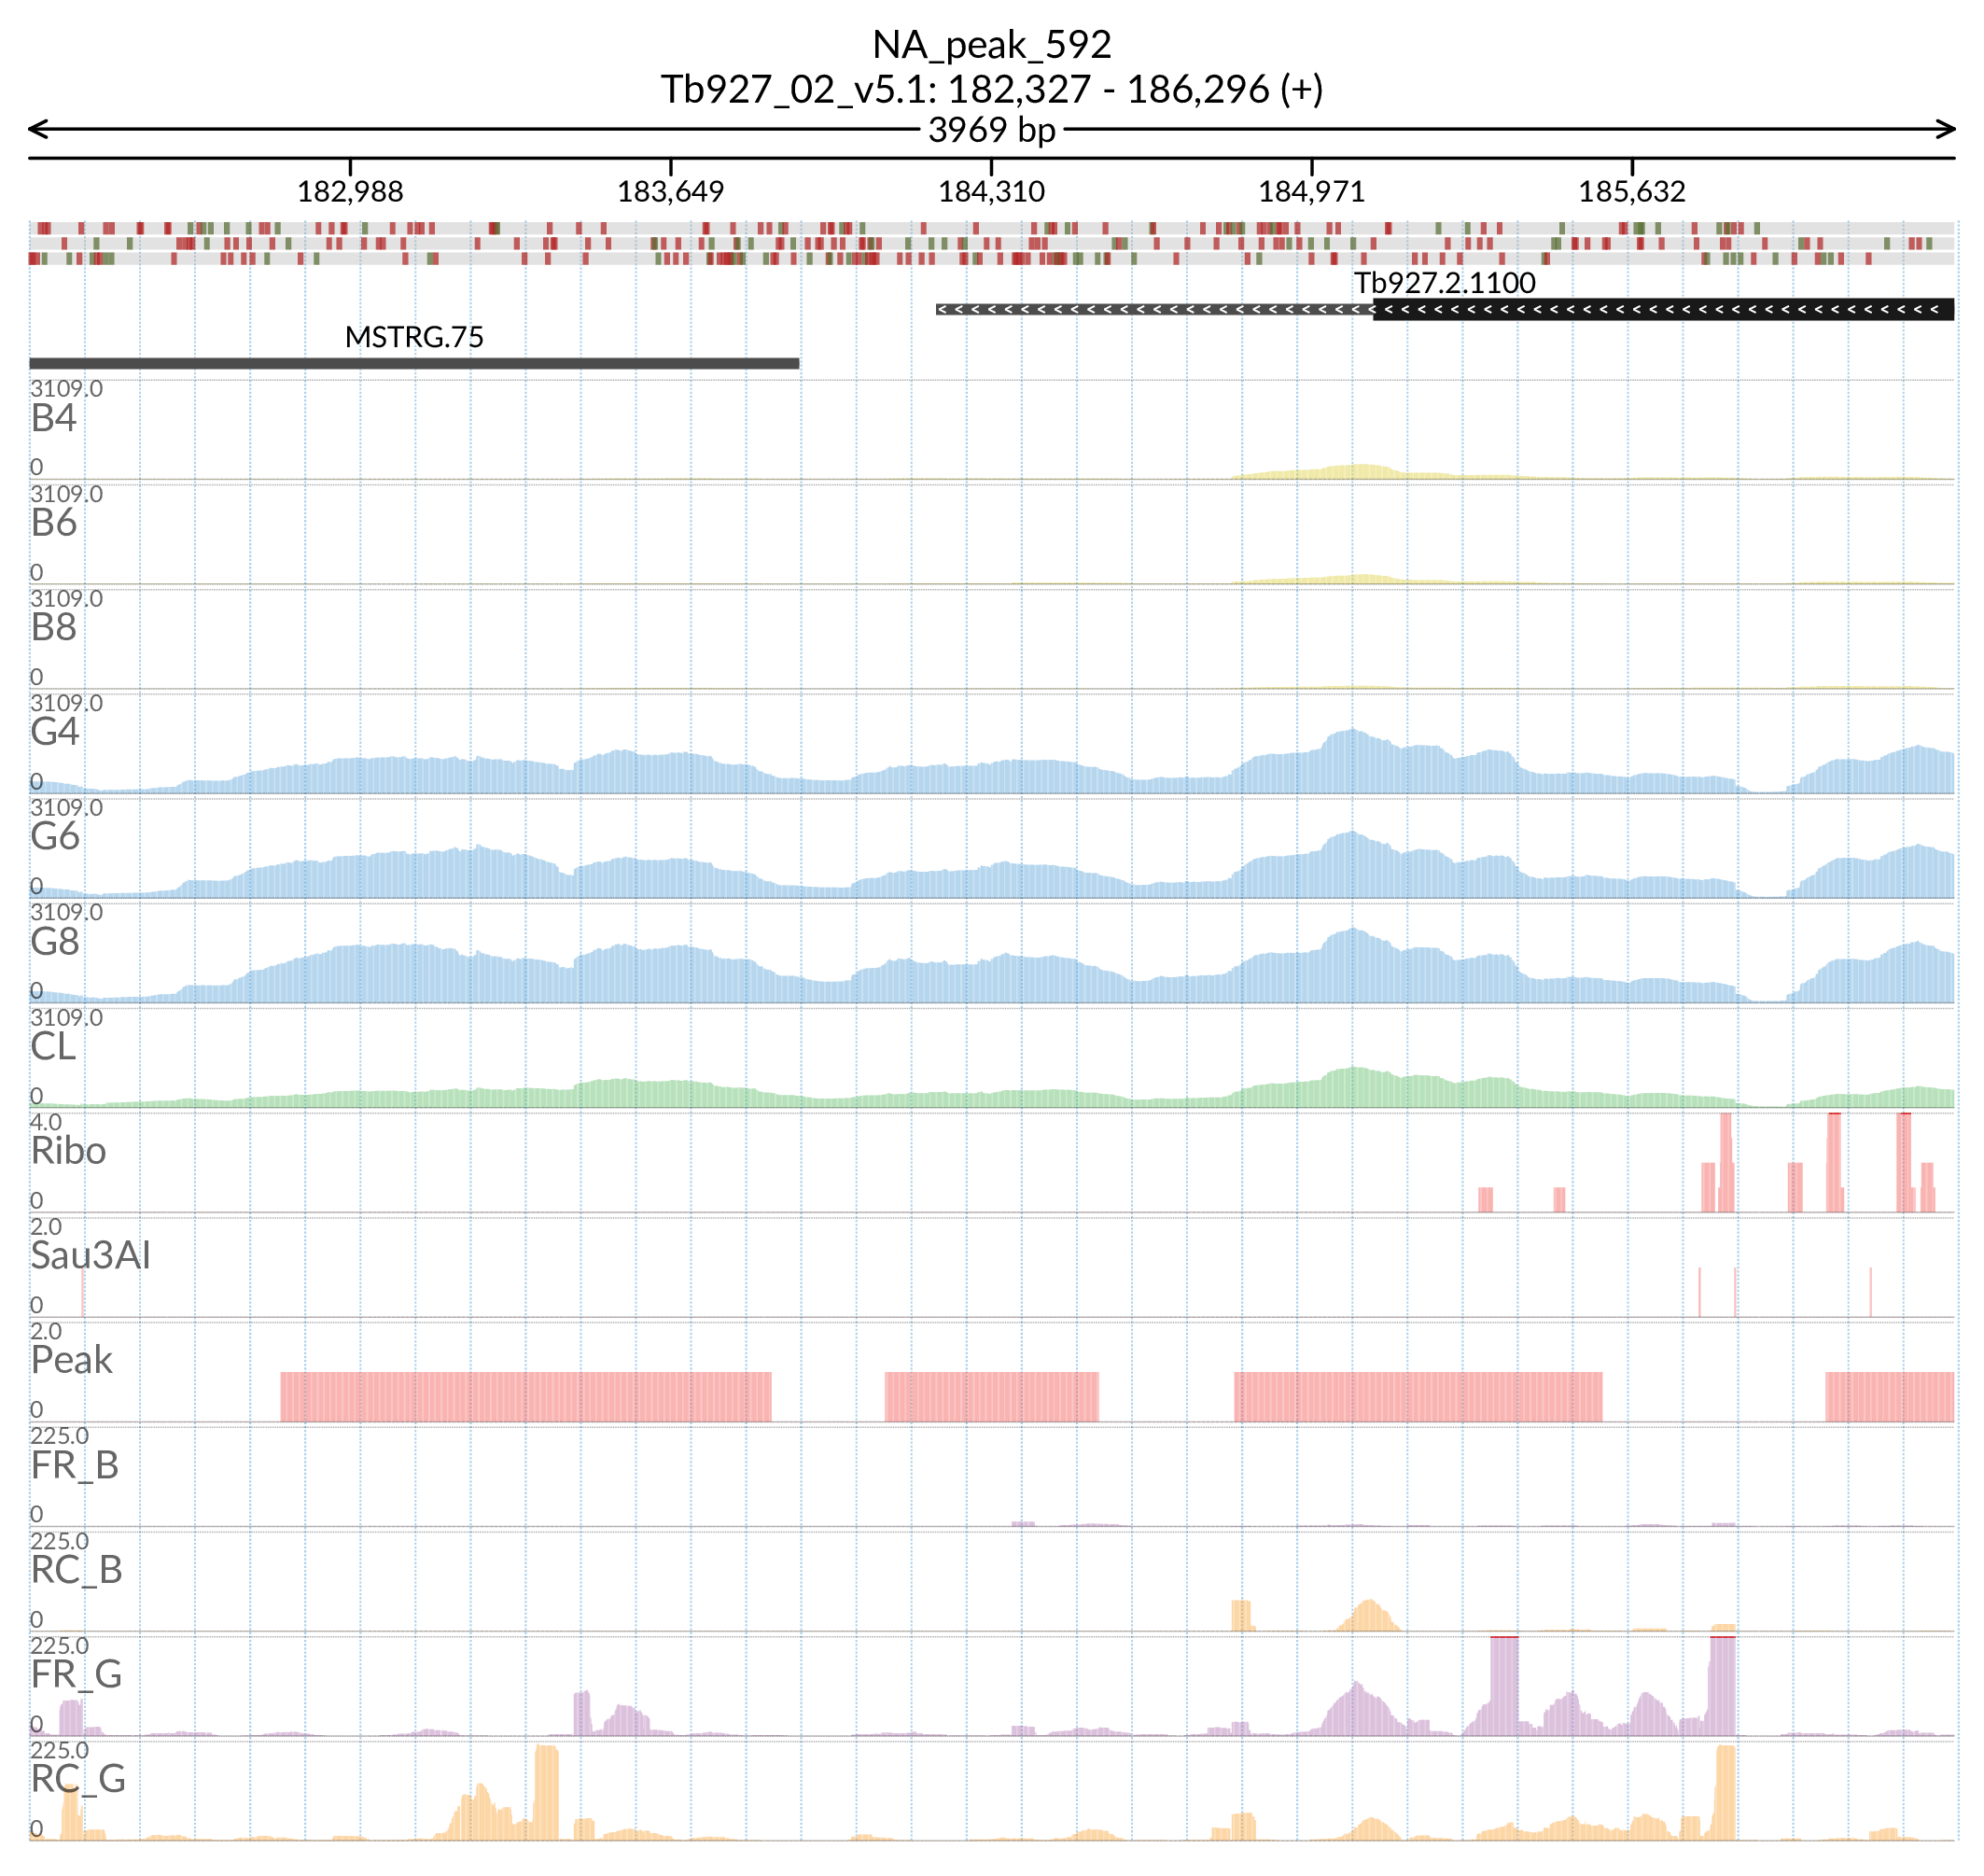 NA_peak_592
Tb927_02_v5.1: 182,327 - 186,296 (+)
3969 bp
182,988 183,649 184,310 184,971 185,632
Tb927.2.1100
MSTRG.75
3109.0
B4
0
3109.0
B6
0
3109.0
B8
0
3109.0
G4
0
3109.0
G6
0
3109.0
G8
0
3109.0
CL
0
4.0
Ribo
0
2.0
Sau3AI
0
2.0
Peak
0
225.0
FR_B
0
225.0
RC_B
0
225.0
FR_G
0
225.0
RC_G
0